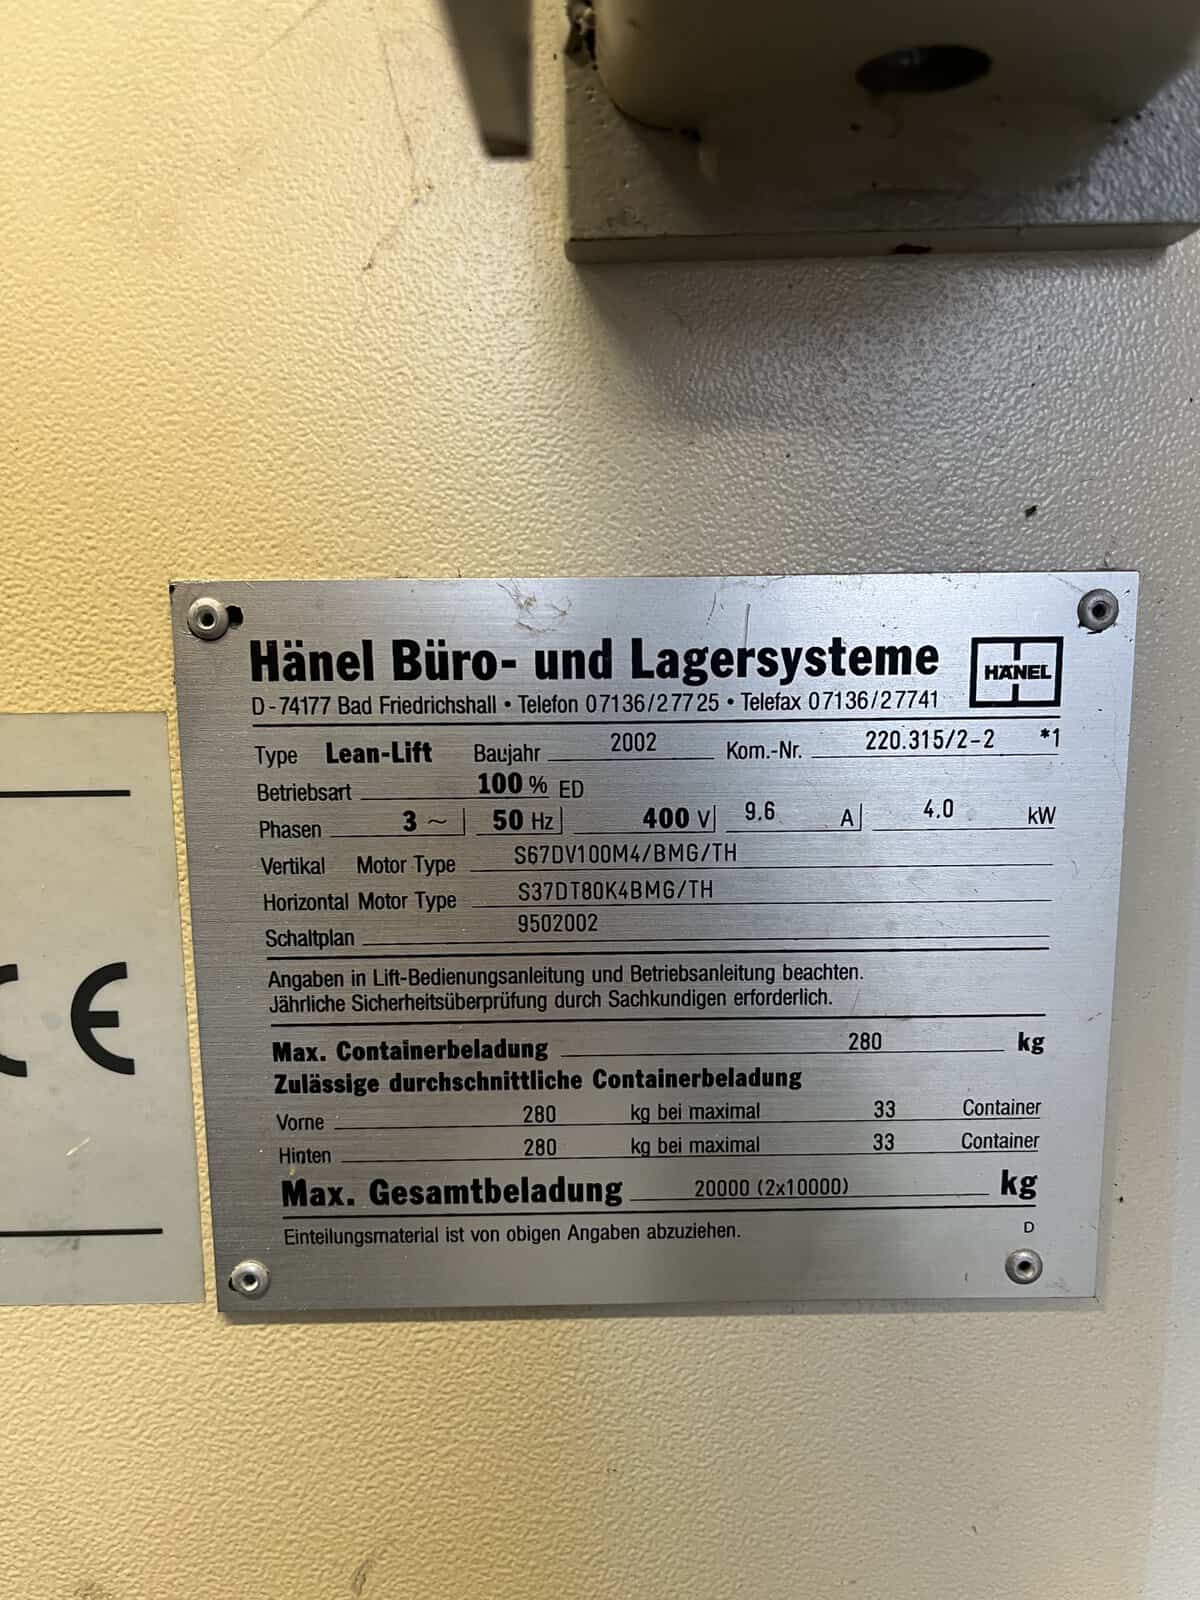 Hänel Büro- und Lagersysteme
HÄNEL
D-74177 Bad Friedrichshall • Telefon 07136/27725 • Telefax 07136/27741
Type Lean-Lift Baujahr 2002 Kom.-Nr. 220.315/2-2 *1
Betriebsart 100 % ED
Phasen 3 ~ 50 Hz 400 V 9.6 A 4.0 kW
Vertikal Motor Type S67DV100M4/BMG/TH
Horizontal Motor Type S37DT80K4BMG/TH
Schaltplan 9502002
Angaben in Lift-Bedienungsanleitung und Betriebsanleitung beachten.
Jährliche Sicherheitsüberprüfung durch Sachkundigen erforderlich.
CE
Max. Containerbeladung 280 kg
Zulässige durchschnittliche Containerbeladung
Vorne 280 kg bei maximal 33 Container
Hinten 280 kg bei maximal 33 Container
Max. Gesamtbeladung 20000 (2x10000) kg
Einteilungsmaterial ist von obigen Angaben abzuziehen.
D